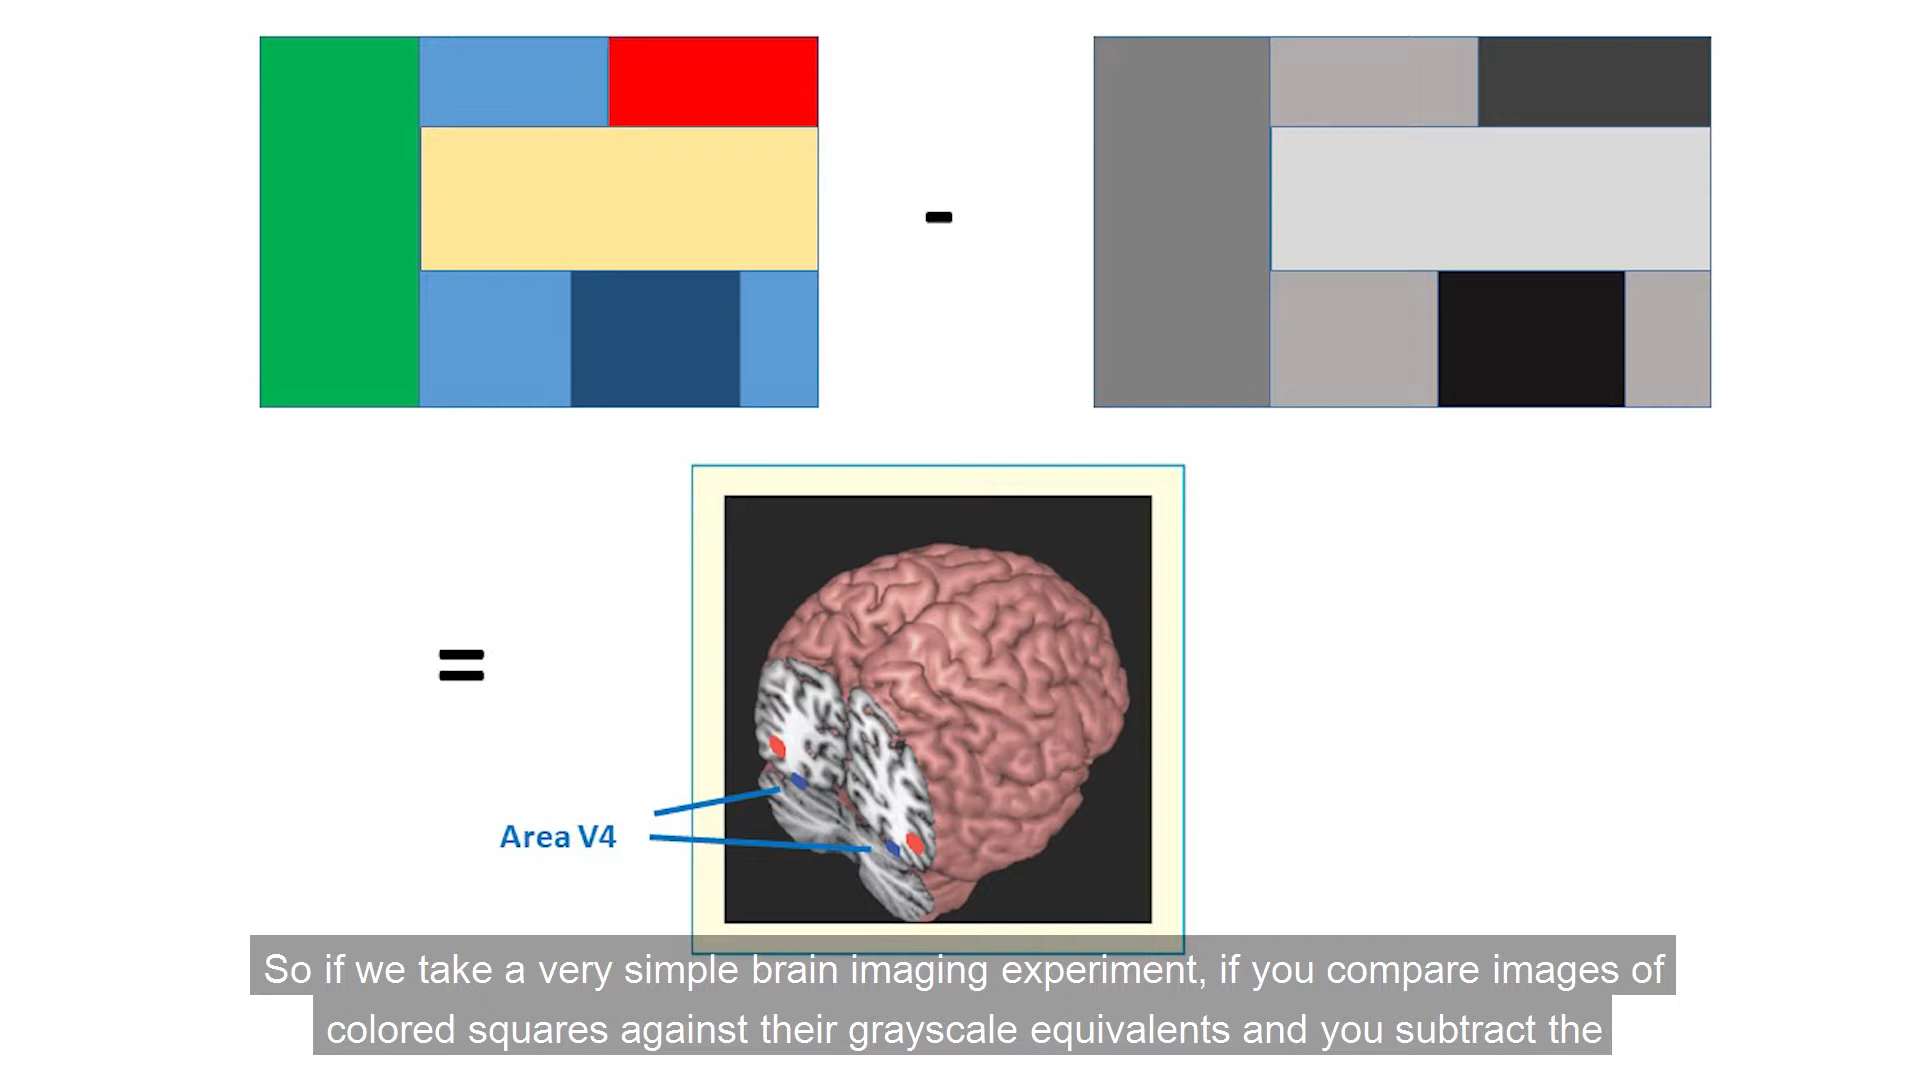 -
=
Area V4
So if we take a very simple brain imaging experiment, if you compare images of
colored squares against their grayscale equivalents and you subtract the